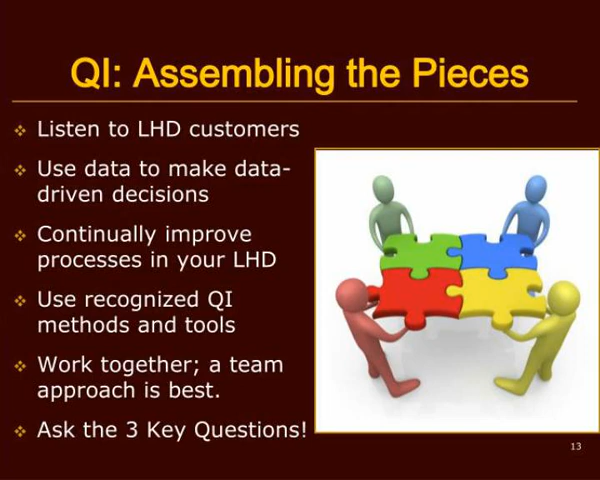 QI: Assembling the Pieces
Listen to LHD customers
Use data to make data-
driven decisions
Continually improve
processes in your LHD
Use recognized QI
methods and tools
Work together; a team
approach is best.
Ask the 3 Key Questions!
13